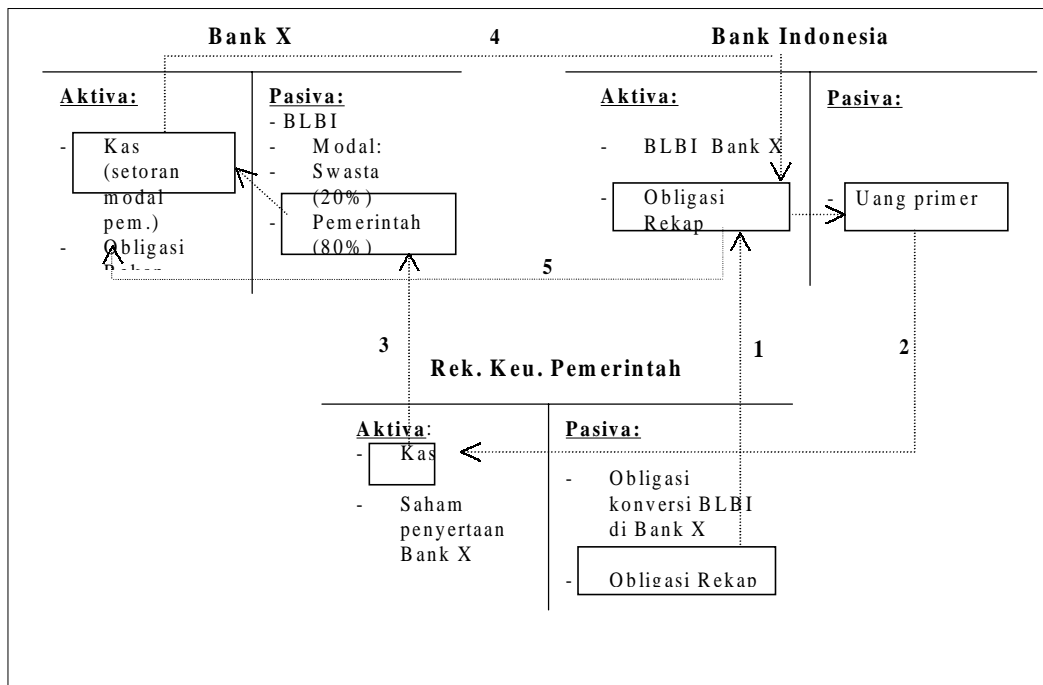 Bank X
4
Bank Indonesia
Aktiva:
- Kas
(setoran
modal
pem.)
- Obligasi
Rekap
Pasiva:
- BLBI
- Modal:
- Swasta
(20%)
- Pemerintah
(80%)
Aktiva:
- BLBI Bank X
- Obligasi
Rekap
Pasiva:
- Uang primer
5
3
1
2
Rek. Keu. Pemerintah
Aktiva:
- Kas
- Saham
penyertaan
Bank X
Pasiva:
- Obligasi
konversi BLBI
di Bank X
- Obligasi Rekap